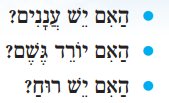 הַאִם יֵשׁ עֲנָנִים?
הַאִם יוֹרֵד גֶּשֶׁם?
הַאִם יֵשׁ רוּחַ?